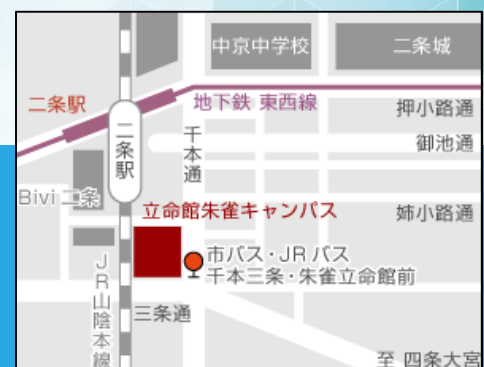 中京中学校
二条城
二条駅
地下鉄 東西線
押小路通
二条駅
千本通
御池通
Bivi 二条
立命館朱雀キャンパス
姉小路通
市バス・JRバス
千本三条・朱雀立命館前
JR山陰本線
三条通
至 四条大宮